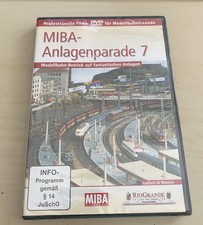 Professionelle Filme DVD für Modellbahnfreunde
MIBA-
Anlagenparade 7
Modellbahn-Betrieb auf fantastischen Anlagen
INFO-
Programm
gemäß
§ 14
JuSchG
MIBA
RIOGRANDE